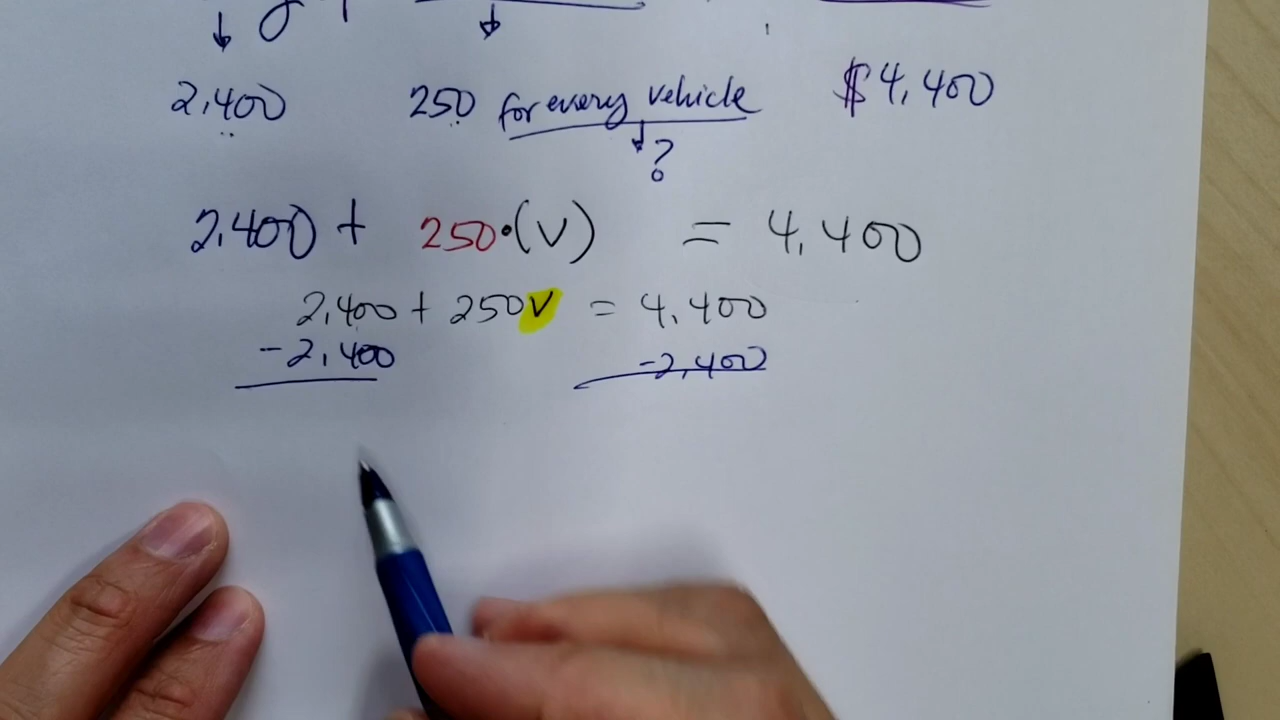 2,400 250 for every vehicle $4,400
?
2,400 + 250•(V) = 4,400
2,400 + 250V = 4,400
-2,400 -2,400